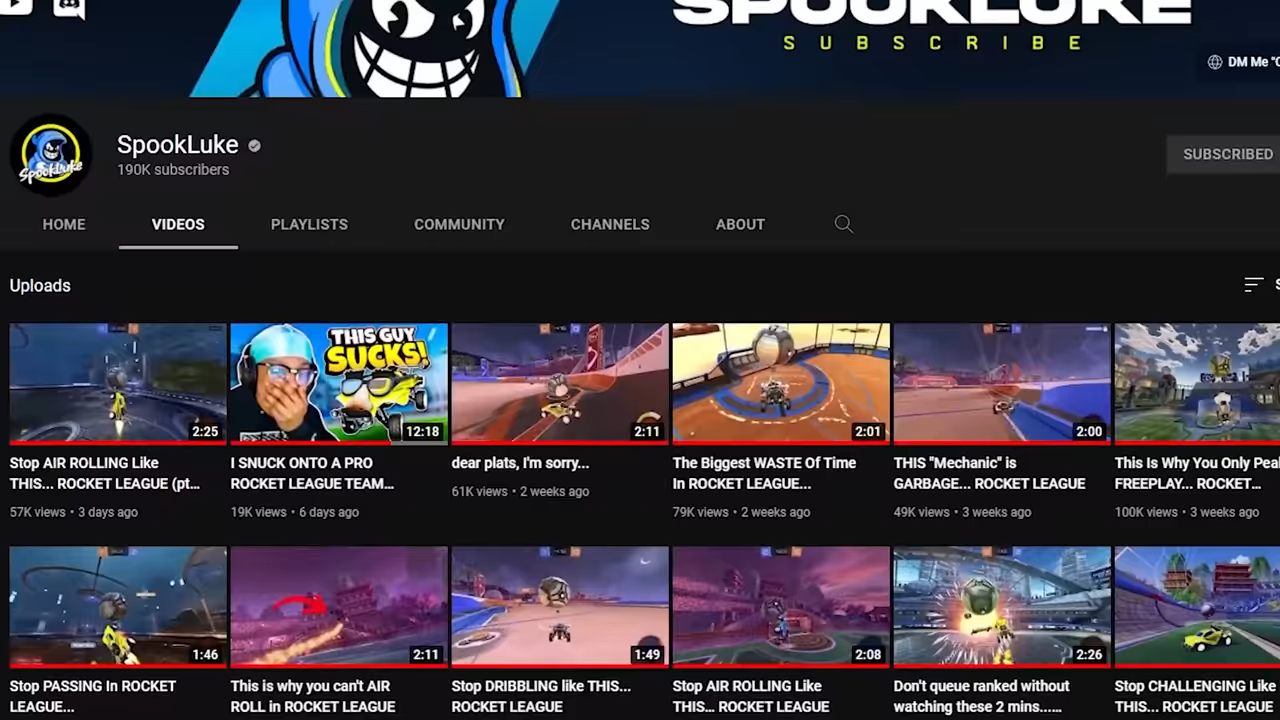 SPOOKLUKE
SUBSCRIBE
DM Me "C
SpookLuke
SpookLuke
190K subscribers
SUBSCRIBED
HOME VIDEOS PLAYLISTS COMMUNITY CHANNELS ABOUT
Uploads
THIS GUY
SUCKS!
2:25 12:18 2:11 2:01 2:00
Stop AIR ROLLING Like
THIS... ROCKET LEAGUE (pt...
57K views • 3 days ago
I SNUCK ONTO A PRO
ROCKET LEAGUE TEAM...
19K views • 6 days ago
dear plats, I'm sorry...
61K views • 2 weeks ago
The Biggest WASTE Of Time
In ROCKET LEAGUE...
79K views • 2 weeks ago
THIS "Mechanic" is
GARBAGE... ROCKET LEAGUE
49K views • 3 weeks ago
This Is Why You Only Pea
FREEPLAY... ROCKET...
100K views • 3 weeks ago
1:46 2:11 1:49 2:08 2:26
Stop PASSING In ROCKET
LEAGUE...
This is why you can't AIR
ROLL in ROCKET LEAGUE
Stop DRIBBLING like THIS...
ROCKET LEAGUE
Stop AIR ROLLING Like
THIS... ROCKET LEAGUE
Don't queue ranked without
watching these 2 mins......
Stop CHALLENGING Like
THIS... ROCKET LEAGUE